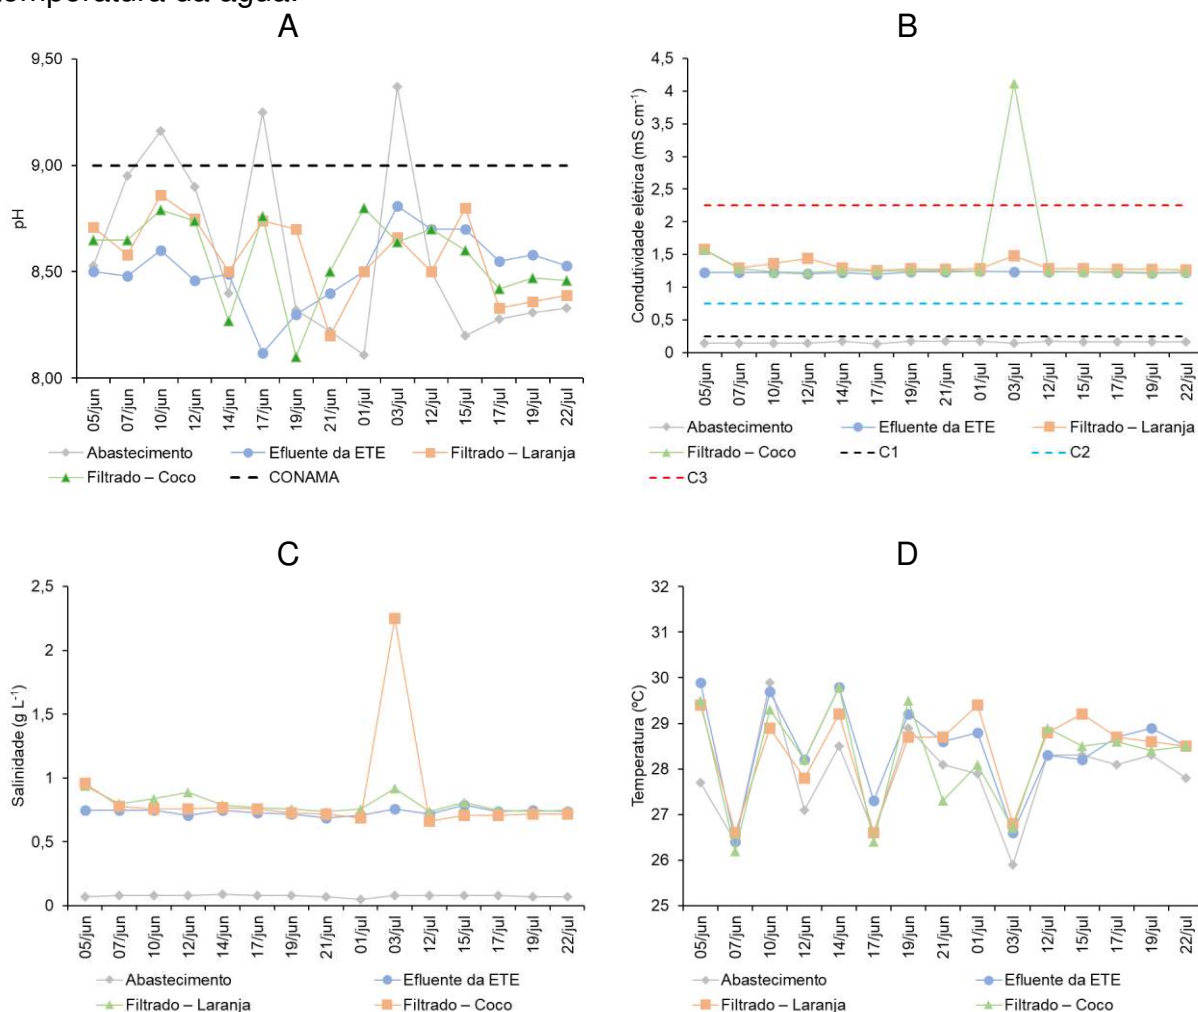 temperatura da água.
A
9,50
9,00
8,50
8,00
pH
05/jun 07/jun 10/jun 12/jun 14/jun 17/jun 19/jun 21/jun 01/jul 03/jul 12/jul 15/jul 17/jul 19/jul 22/jul
Abastecimento Efluente da ETE Filtrado – Laranja
Filtrado – Coco CONAMA
B
4,5
4
3,5
3
2,5
2
1,5
1
0,5
0
Condutividade elétrica (mS cm⁻¹)
05/jun 07/jun 10/jun 12/jun 14/jun 17/jun 19/jun 21/jun 01/jul 03/jul 12/jul 15/jul 17/jul 19/jul 22/jul
Abastecimento Efluente da ETE Filtrado – Laranja
Filtrado – Coco C1 C2
C3
C
2,5
2
1,5
1
0,5
0
Salinidade (g L⁻¹)
05/jun 07/jun 10/jun 12/jun 14/jun 17/jun 19/jun 21/jun 01/jul 03/jul 12/jul 15/jul 17/jul 19/jul 22/jul
Abastecimento Efluente da ETE
Filtrado – Laranja Filtrado – Coco
D
32
31
30
29
28
27
26
25
Temperatura (ºC)
05/jun 07/jun 10/jun 12/jun 14/jun 17/jun 19/jun 21/jun 01/jul 03/jul 12/jul 15/jul 17/jul 19/jul 22/jul
Abastecimento Efluente da ETE
Filtrado – Laranja Filtrado – Coco